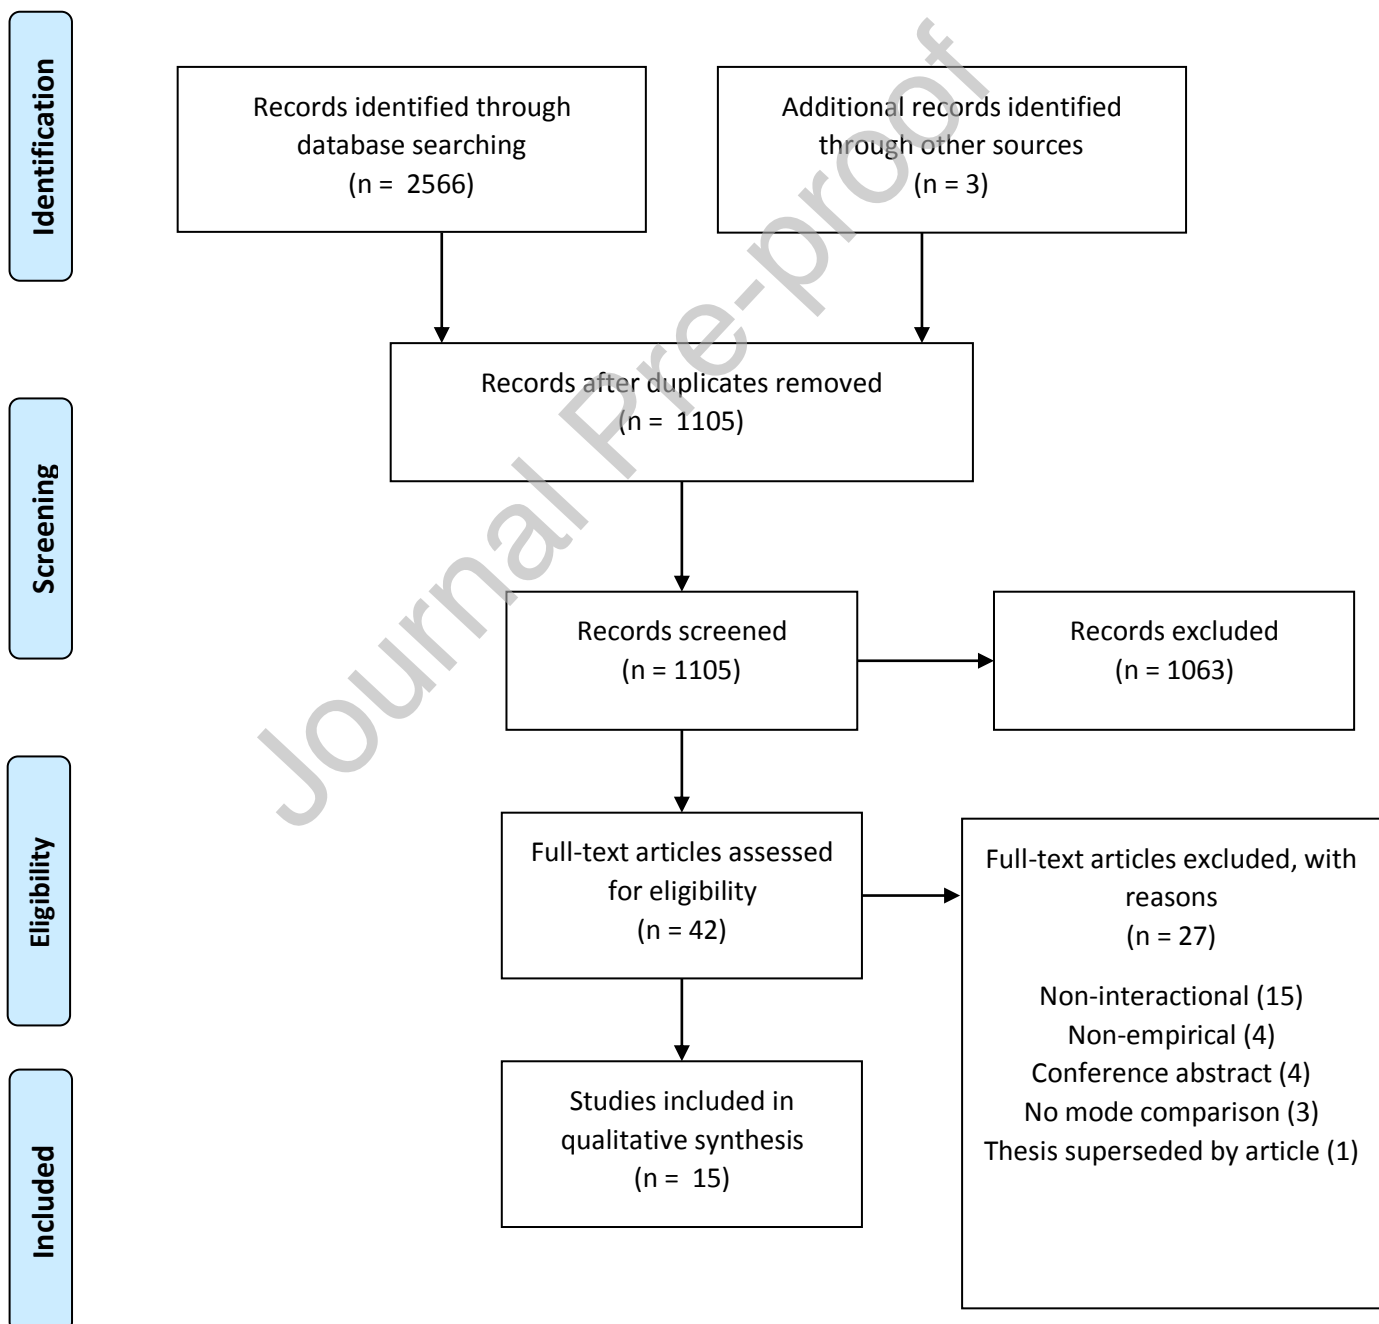 Identification
Records identified through
database searching
(n = 2566)
Additional records identified
through other sources
(n = 3)
Records after duplicates removed
(n = 1105)
Screening
Records screened
(n = 1105)
Records excluded
(n = 1063)
Eligibility
Full-text articles assessed
for eligibility
(n = 42)
Full-text articles excluded, with
reasons
(n = 27)
Non-interactional (15)
Non-empirical (4)
Conference abstract (4)
No mode comparison (3)
Thesis superseded by article (1)
Included
Studies included in
qualitative synthesis
(n = 15)
Journal Pre-proof